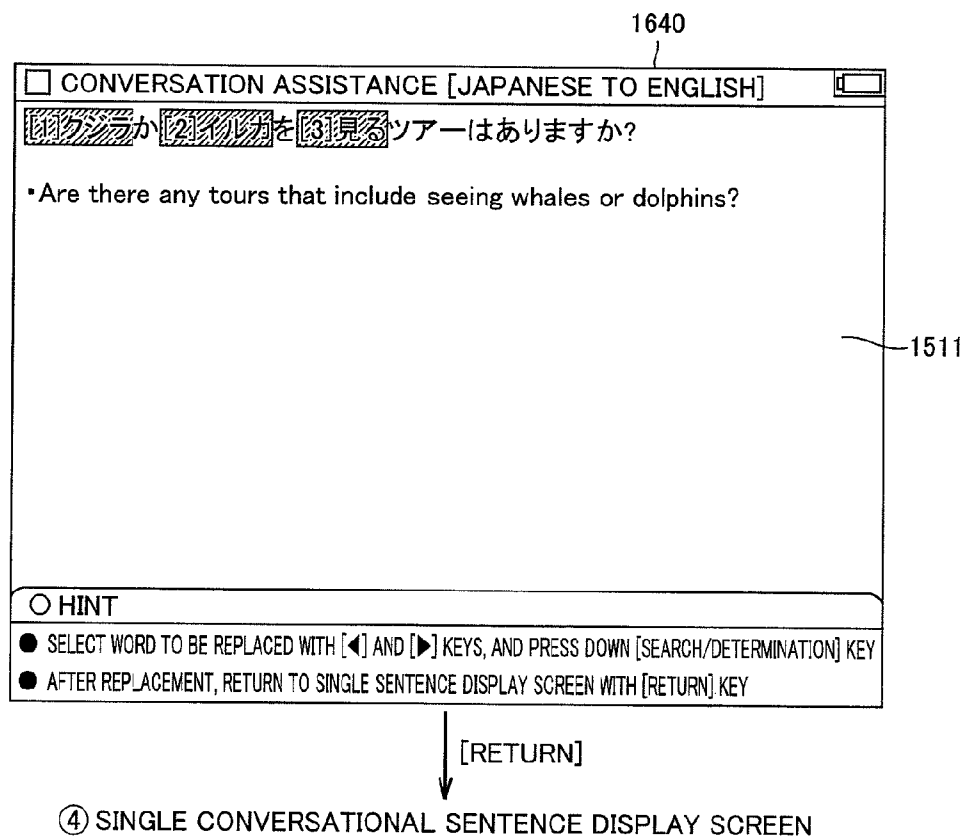 1640
CONVERSATION ASSISTANCE [JAPANESE TO ENGLISH]
[1]クジラか[2]イルカを[3]見るツアーはありますか?
▪Are there any tours that include seeing whales or dolphins?
1511
○ HINT
● SELECT WORD TO BE REPLACED WITH [◀] AND [▶] KEYS, AND PRESS DOWN [SEARCH/DETERMINATION] KEY
● AFTER REPLACEMENT, RETURN TO SINGLE SENTENCE DISPLAY SCREEN WITH [RETURN] KEY
[RETURN]
④ SINGLE CONVERSATIONAL SENTENCE DISPLAY SCREEN